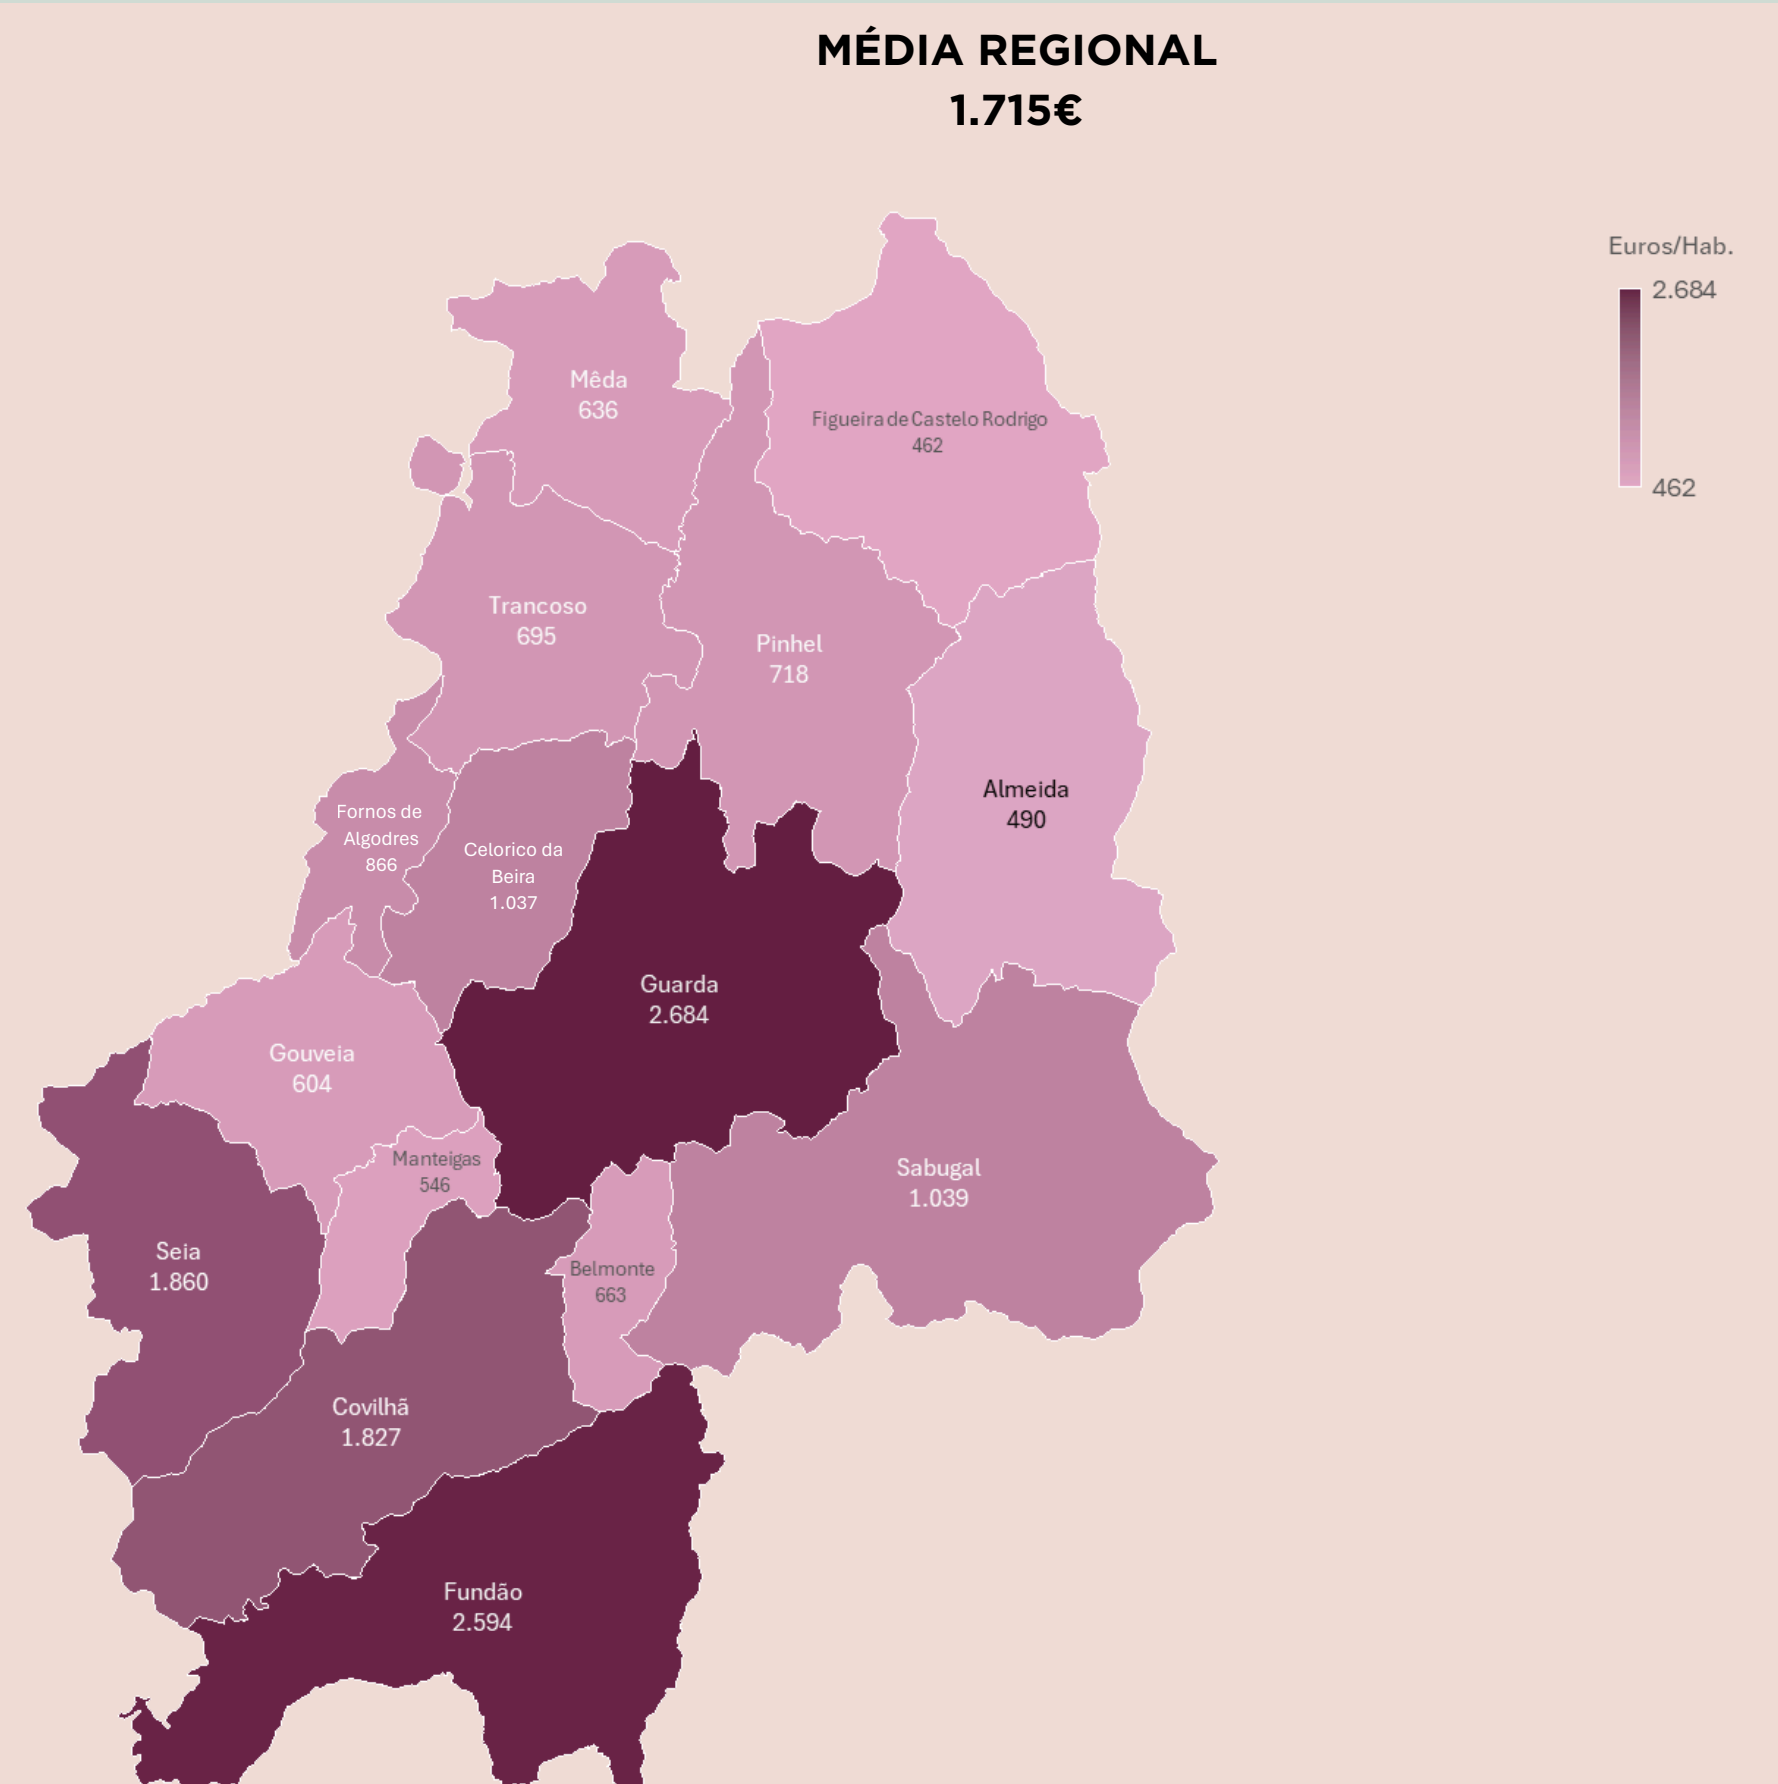 MÉDIA REGIONAL
1.715€
Euros/Hab.
2.684
462
Mêda
636
Figueira de Castelo Rodrigo
462
Trancoso
695
Pinhel
718
Almeida
490
Fornos de
Algodres
866
Celorico da
Beira
1.037
Guarda
2.684
Gouveia
604
Manteigas
546
Sabugal
1.039
Seia
1.860
Belmonte
663
Covilhã
1.827
Fundão
2.594